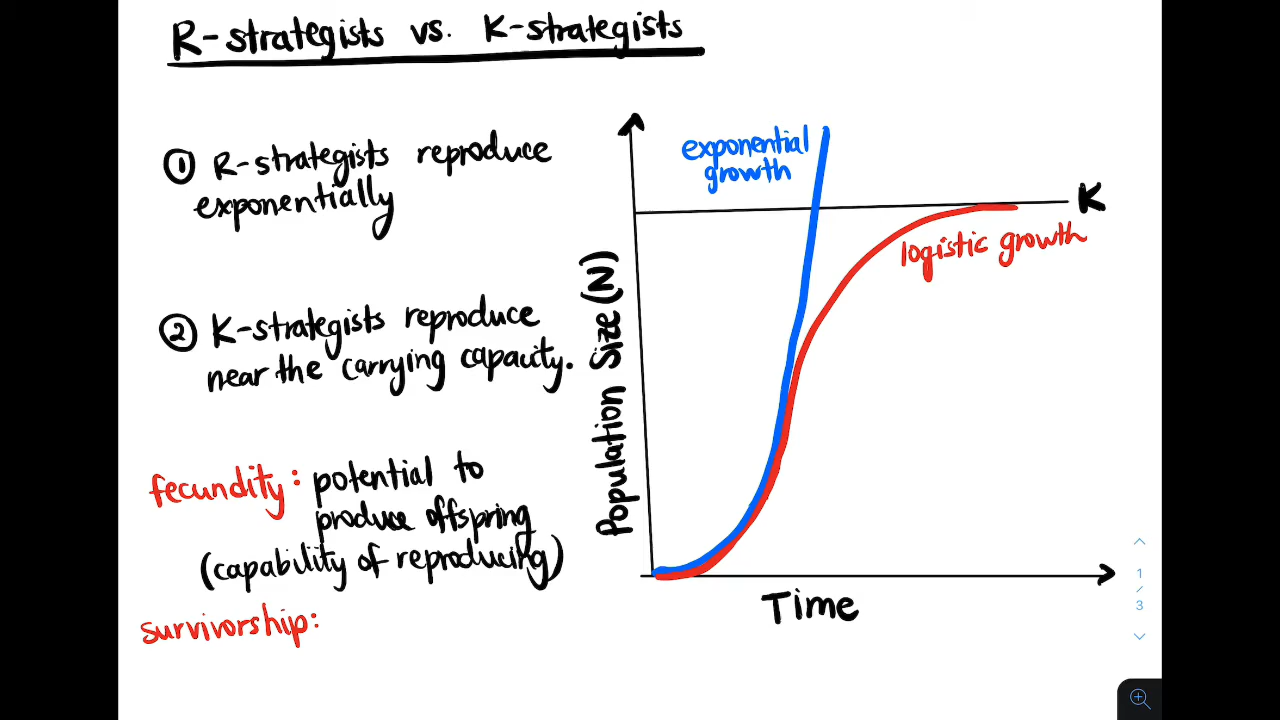 R-strategists vs. K-strategists
① R-strategists reproduce
exponentially
② K-strategists reproduce
near the carrying capacity.
fecundity: potential to
produce offspring
(capability of reproducing)
survivorship:
exponential
growth
K
logistic growth
Population Size (N)
Time
1
/
3